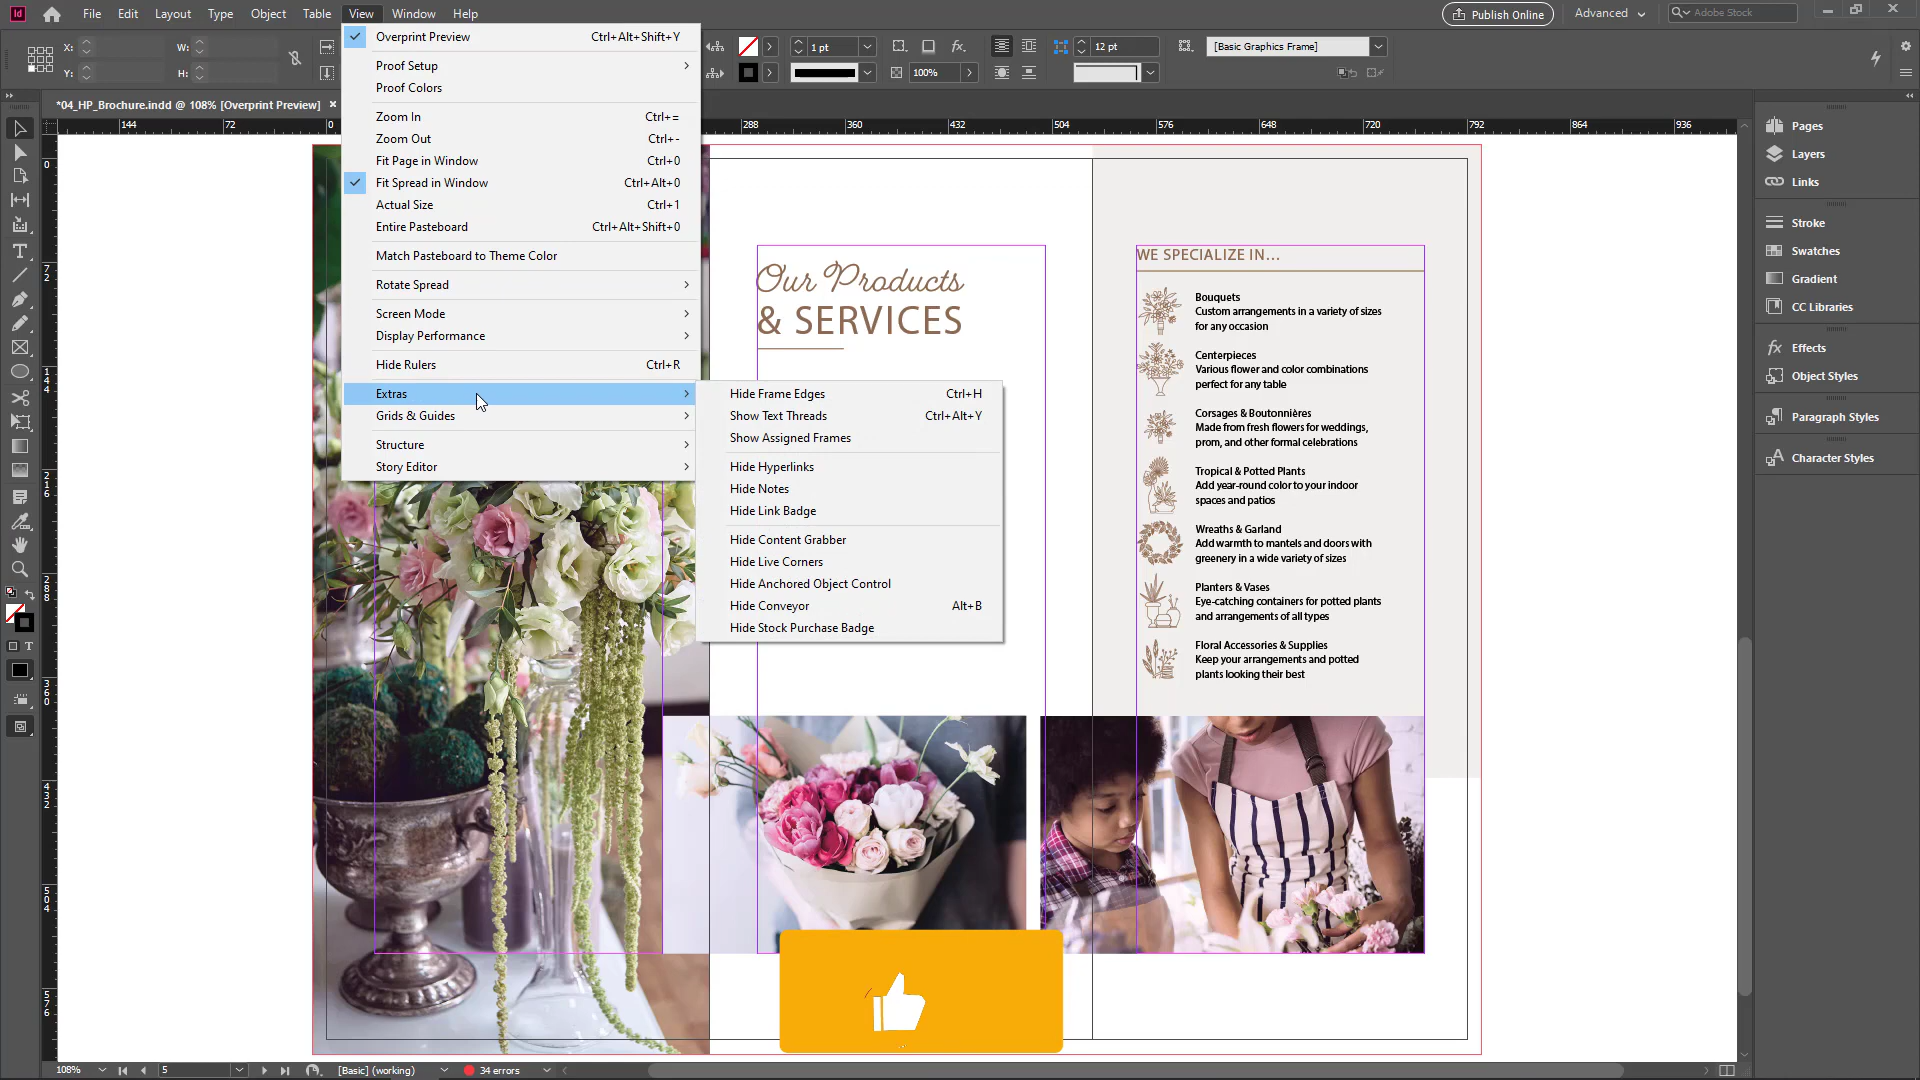 Id
File Edit Layout Type Object Table View Window Help
Publish Online
Advanced
Adobe Stock
X:
Y:
W:
H:
1 pt
100%
fx.
12 pt
[Basic Graphics Frame]
*04_HP_Brochure.indd @ 108% [Overprint Preview] ×
144 72 0 288 360 432 504 576 648 720 792 864 936
0
72
144
216
288
360
432
504
576
Overprint Preview Ctrl+Alt+Shift+Y
Proof Setup
Proof Colors
Zoom In Ctrl+=
Zoom Out Ctrl+-
Fit Page in Window Ctrl+0
Fit Spread in Window Ctrl+Alt+0
Actual Size Ctrl+1
Entire Pasteboard Ctrl+Alt+Shift+0
Match Pasteboard to Theme Color
Rotate Spread
Screen Mode
Display Performance
Hide Rulers Ctrl+R
Extras
Grids & Guides
Structure
Story Editor
Hide Frame Edges Ctrl+H
Show Text Threads Ctrl+Alt+Y
Show Assigned Frames
Hide Hyperlinks
Hide Notes
Hide Link Badge
Hide Content Grabber
Hide Live Corners
Hide Anchored Object Control
Hide Conveyor Alt+B
Hide Stock Purchase Badge
Our Products
& SERVICES
WE SPECIALIZE IN...
Bouquets
Custom arrangements in a variety of sizes
for any occasion
Centerpieces
Various flower and color combinations
perfect for any table
Corsages & Boutonnières
Made from fresh flowers for weddings,
prom, and other formal celebrations
Tropical & Potted Plants
Add year-round color to your indoor
spaces and patios
Wreaths & Garland
Add warmth to mantels and doors with
greenery in a wide variety of sizes
Planters & Vases
Eye-catching containers for potted plants
and arrangements of all types
Floral Accessories & Supplies
Keep your arrangements and potted
plants looking their best
Pages
Layers
Links
Stroke
Swatches
Gradient
CC Libraries
fx Effects
Object Styles
Paragraph Styles
Character Styles
108%
5
[Basic] (working)
34 errors